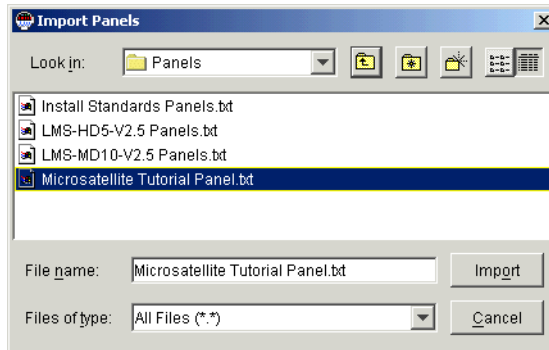 Import Panels
Look in: Panels
Install Standards Panels.txt
LMS-HD5-V2.5 Panels.txt
LMS-MD10-V2.5 Panels.txt
Microsatellite Tutorial Panel.txt
File name: Microsatellite Tutorial Panel.txt Import
Files of type: All Files (*.*) Cancel